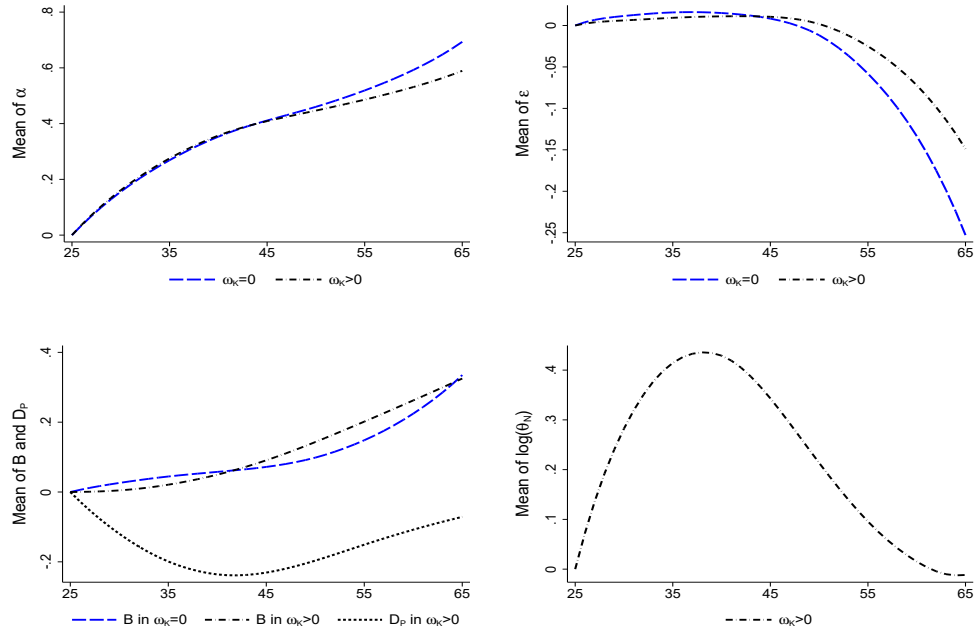 Mean of α
.8
.6
.4
.2
0
25 35 45 55 65
ωK=0 ωK>0
Mean of ε
0
-.05
-.1
-.15
-.2
-.25
25 35 45 55 65
ωK=0 ωK>0
Mean of B and DP
.4
.2
0
-.2
25 35 45 55 65
B in ωK=0 B in ωK>0 DP in ωK>0
Mean of log(θN)
.4
.3
.2
.1
0
25 35 45 55 65
ωK>0